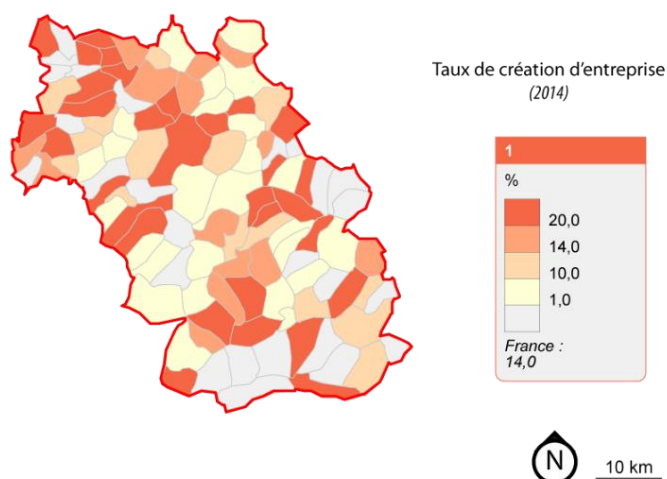 Taux de création d'entreprise
(2014)
1
%
20,0
14,0
10,0
1,0
France :
14,0
N
10 km